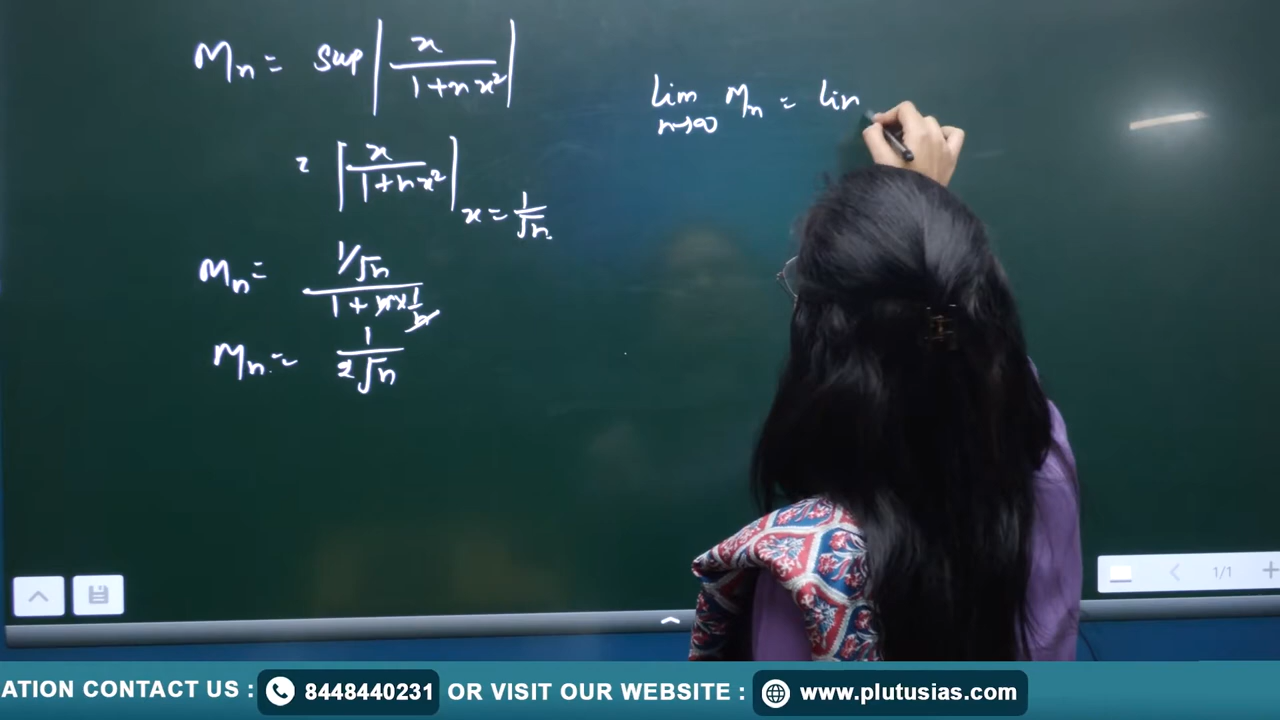 Mn = sup | x / 1+nx² |
= | x / 1+nx² | x = 1/√n
Mn = 1/√n / 1 + n×1/n
Mn = 1 / 2√n
lim n→∞ Mn = lim
1/1
ATION CONTACT US : 8448440231 OR VISIT OUR WEBSITE : www.plutusias.com